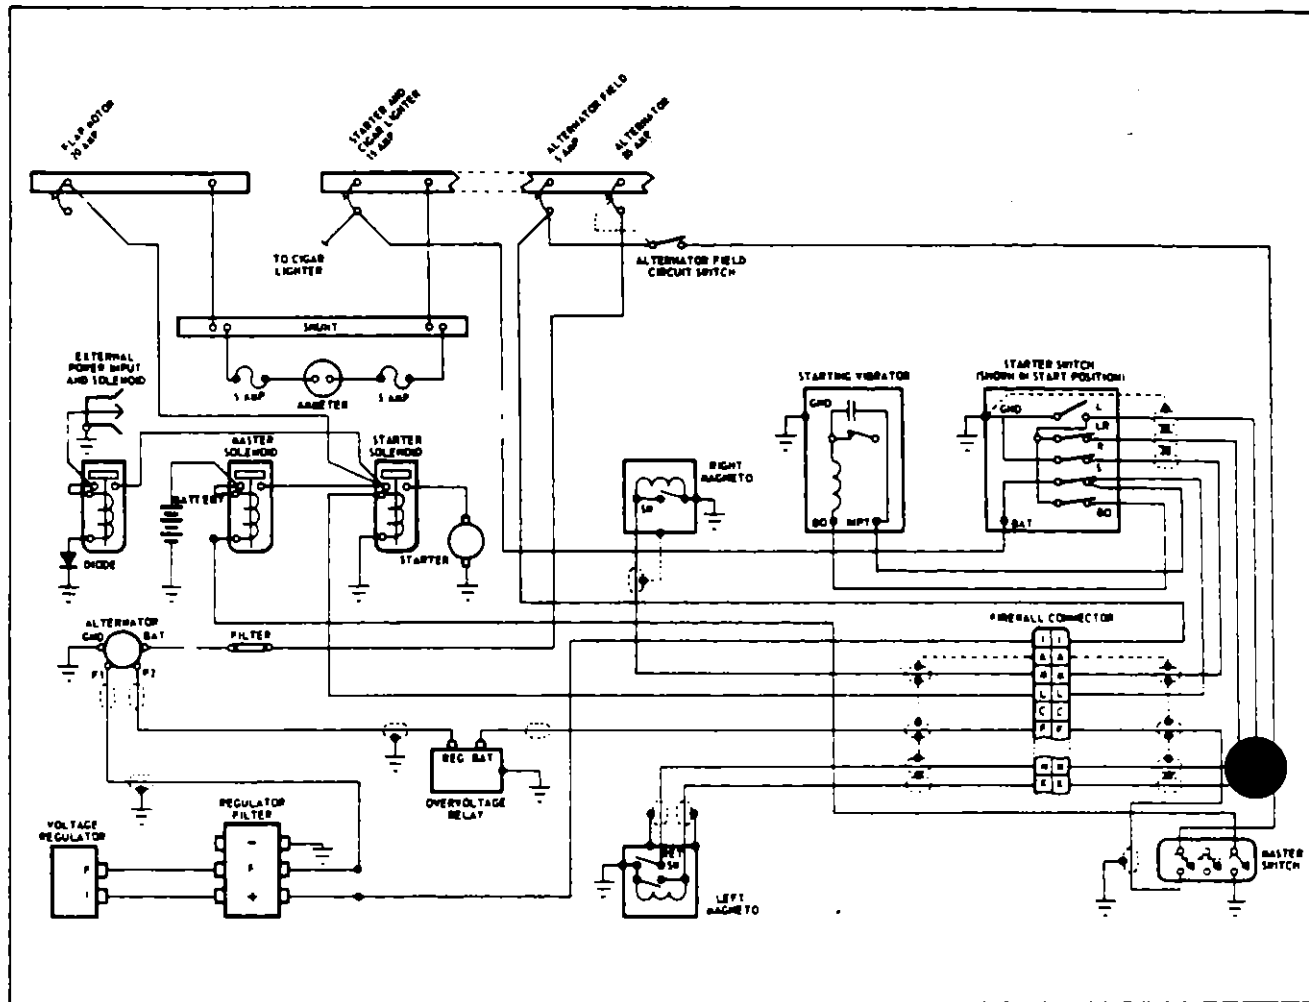 FLAP MOTOR
20 AMP
STARTER AND
CIGAR LIGHTER
15 AMP
ALTERNATOR FIELD
5 AMP
ALTERNATOR
AMP
TO CIGAR
LIGHTER
ALTERNATOR FIELD
CIRCUIT SWITCH
SHUNT
5 AMP
AMMETER
5 AMP
EXTERNAL
POWER INPUT
AND SOLENOID
MASTER
SOLENOID
STARTER
SOLENOID
BATTERY
DIODE
STARTER
RIGHT
MAGNETO
SW
STARTING VIBRATOR
GND
BO
INPT
STARTER SWITCH
(SHOWN IN START POSITION)
GND
L
LR
R
S
BO
BAT
ALTERNATOR
GND
BAT
F1
F2
FILTER
FIREWALL CONNECTOR
I I
A A
L L
C C
REG BAT
OVERVOLTAGE
RELAY
REGULATOR
FILTER
-
F
+
VOLTAGE
REGULATOR
F
I
RET
SW
LEFT
MAGNETO
MASTER
SWITCH